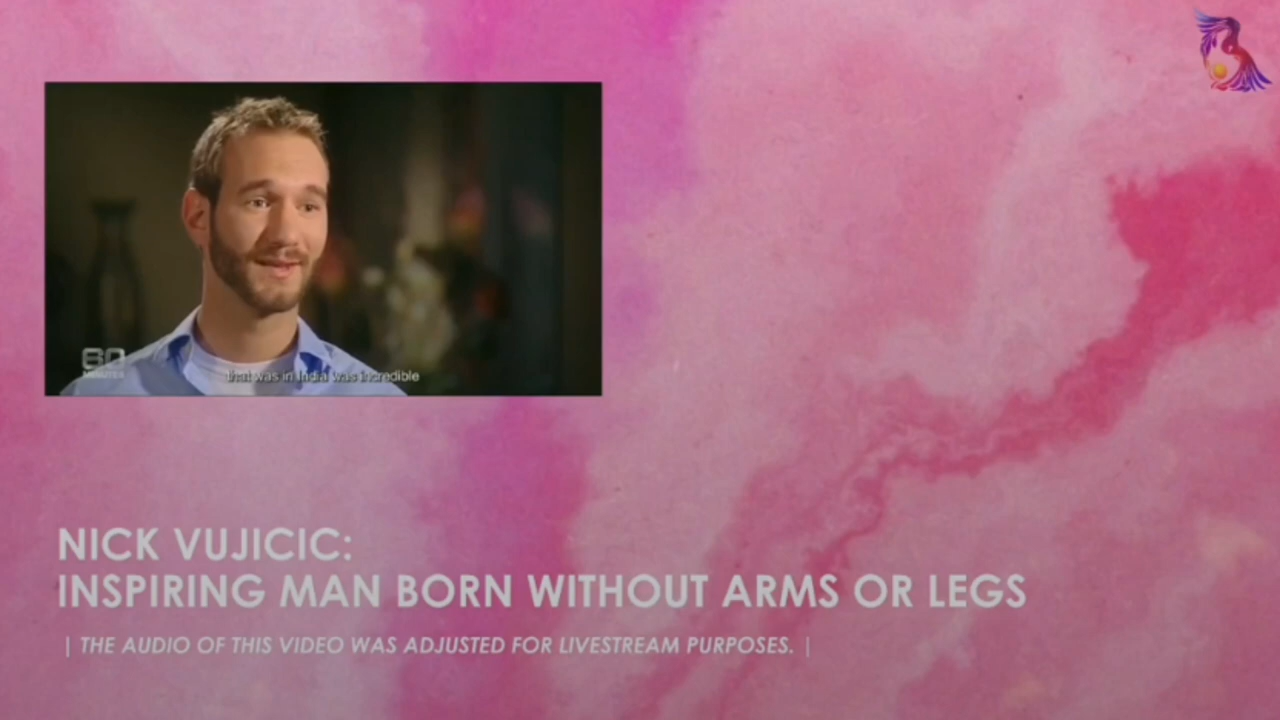 60
MINUTES
that was in India was incredible
NICK VUJICIC:
INSPIRING MAN BORN WITHOUT ARMS OR LEGS
| THE AUDIO OF THIS VIDEO WAS ADJUSTED FOR LIVESTREAM PURPOSES. |